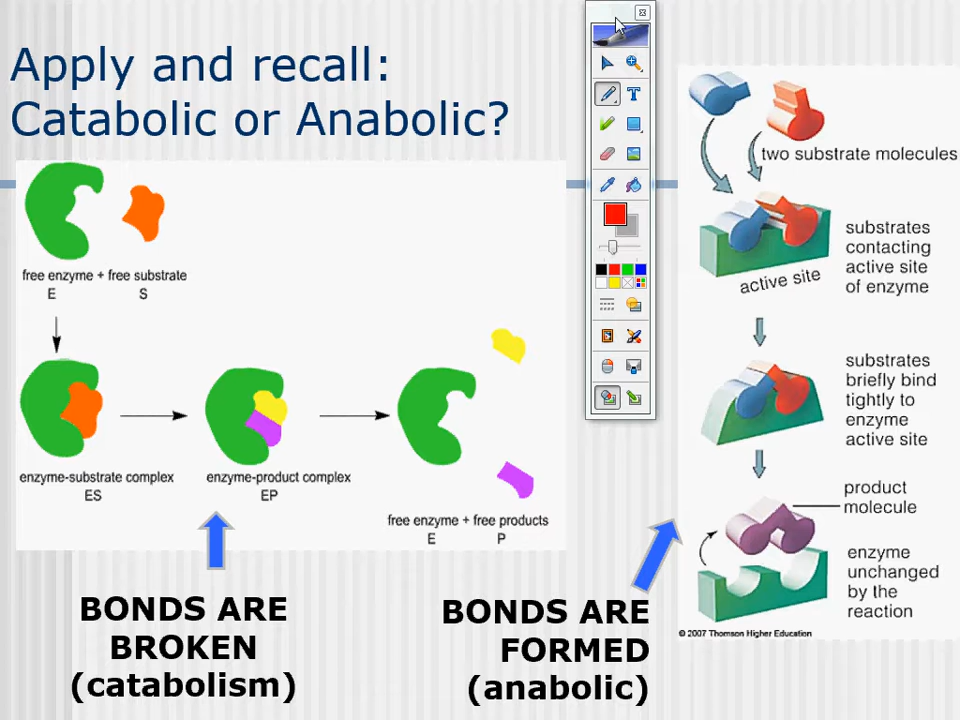 Apply and recall:
Catabolic or Anabolic?
free enzyme + free substrate
E S
enzyme-substrate complex
ES
enzyme-product complex
EP
free enzyme + free products
E P
BONDS ARE
BROKEN
(catabolism)
BONDS ARE
FORMED
(anabolic)
T
two substrate molecules
substrates
contacting
active site
of enzyme
active site
substrates
briefly bind
tightly to
enzyme
active site
product
molecule
enzyme
unchanged
by the
reaction
© 2007 Thomson Higher Education